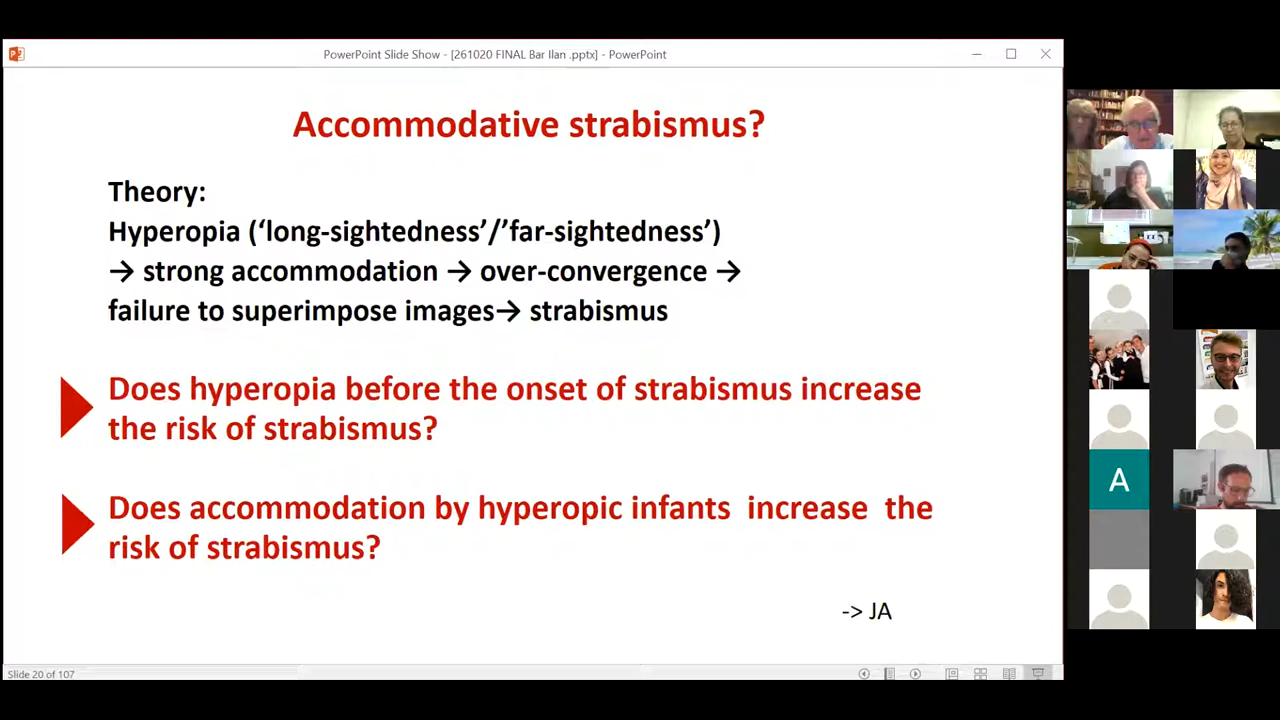 PowerPoint Slide Show - [261020 FINAL Bar Ilan .pptx] - PowerPoint
Accommodative strabismus?
Theory:
Hyperopia (‘long-sightedness’/’far-sightedness’)
→ strong accommodation → over-convergence →
failure to superimpose images→ strabismus
Does hyperopia before the onset of strabismus increase
the risk of strabismus?
Does accommodation by hyperopic infants  increase  the
risk of strabismus?
-> JA
A
Slide 20 of 107